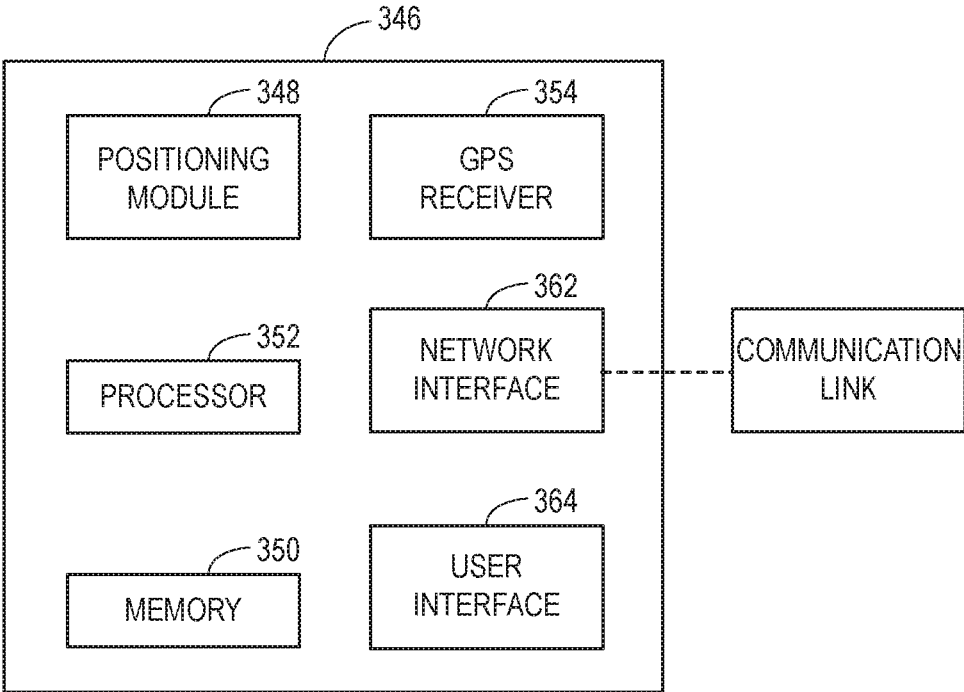 346
348
POSITIONING
MODULE
354
GPS
RECEIVER
352
PROCESSOR
362
NETWORK
INTERFACE
COMMUNICATION
LINK
350
MEMORY
364
USER
INTERFACE